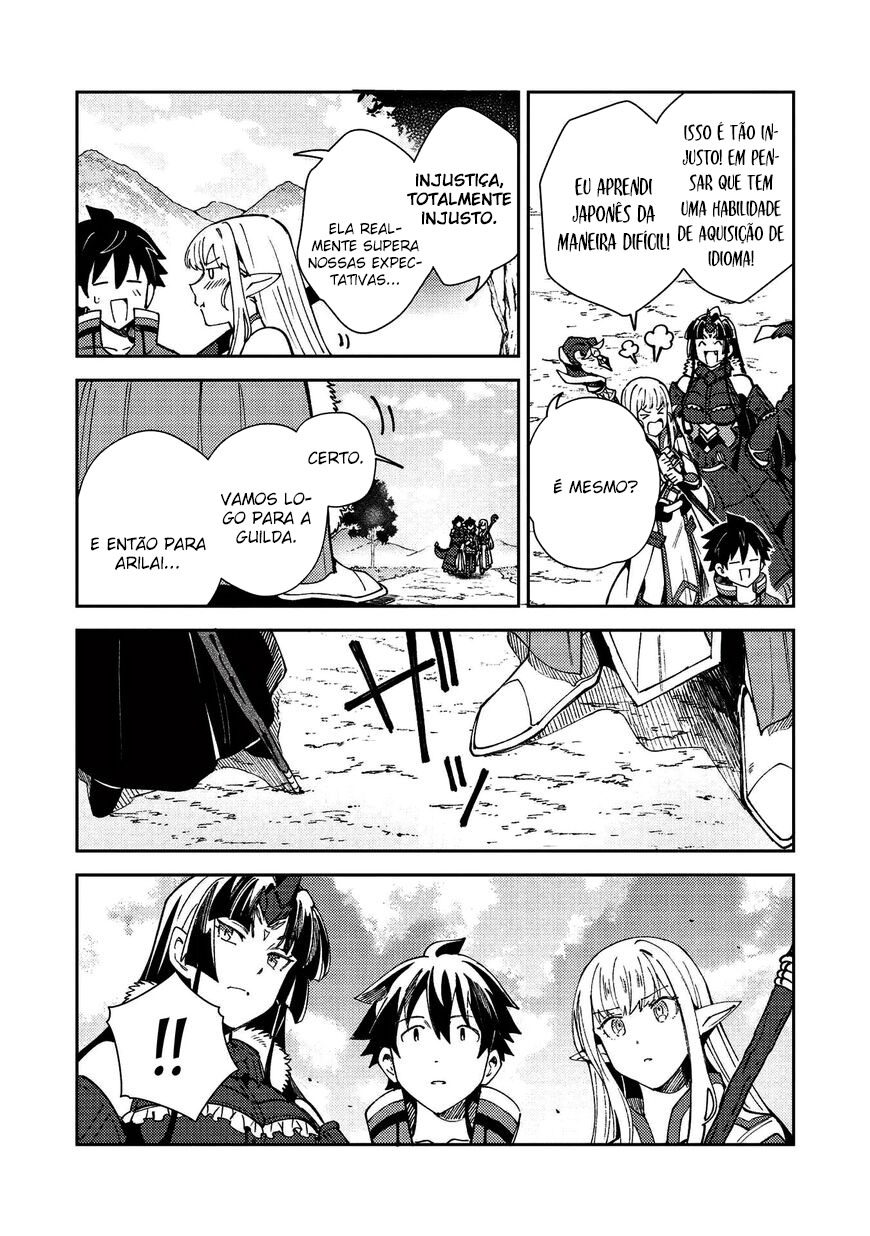 ISSO É TÃO IN-
JUSTO! EM PEN-
SAR QUE TEM
UMA HABILIDADE
DE AQUISIÇÃO DE
IDIOMA!
EU APRENDI
JAPONÊS DA
MANEIRA DIFÍCIL!
É MESMO?
INJUSTIÇA,
TOTALMENTE
INJUSTO.
ELA REAL-
MENTE SUPERA
NOSSAS EXPEC-
TATIVAS...
CERTO.
VAMOS LO-
GO PARA A
GUILDA.
E ENTÃO PARA
ARILAI...
ザッ
!!